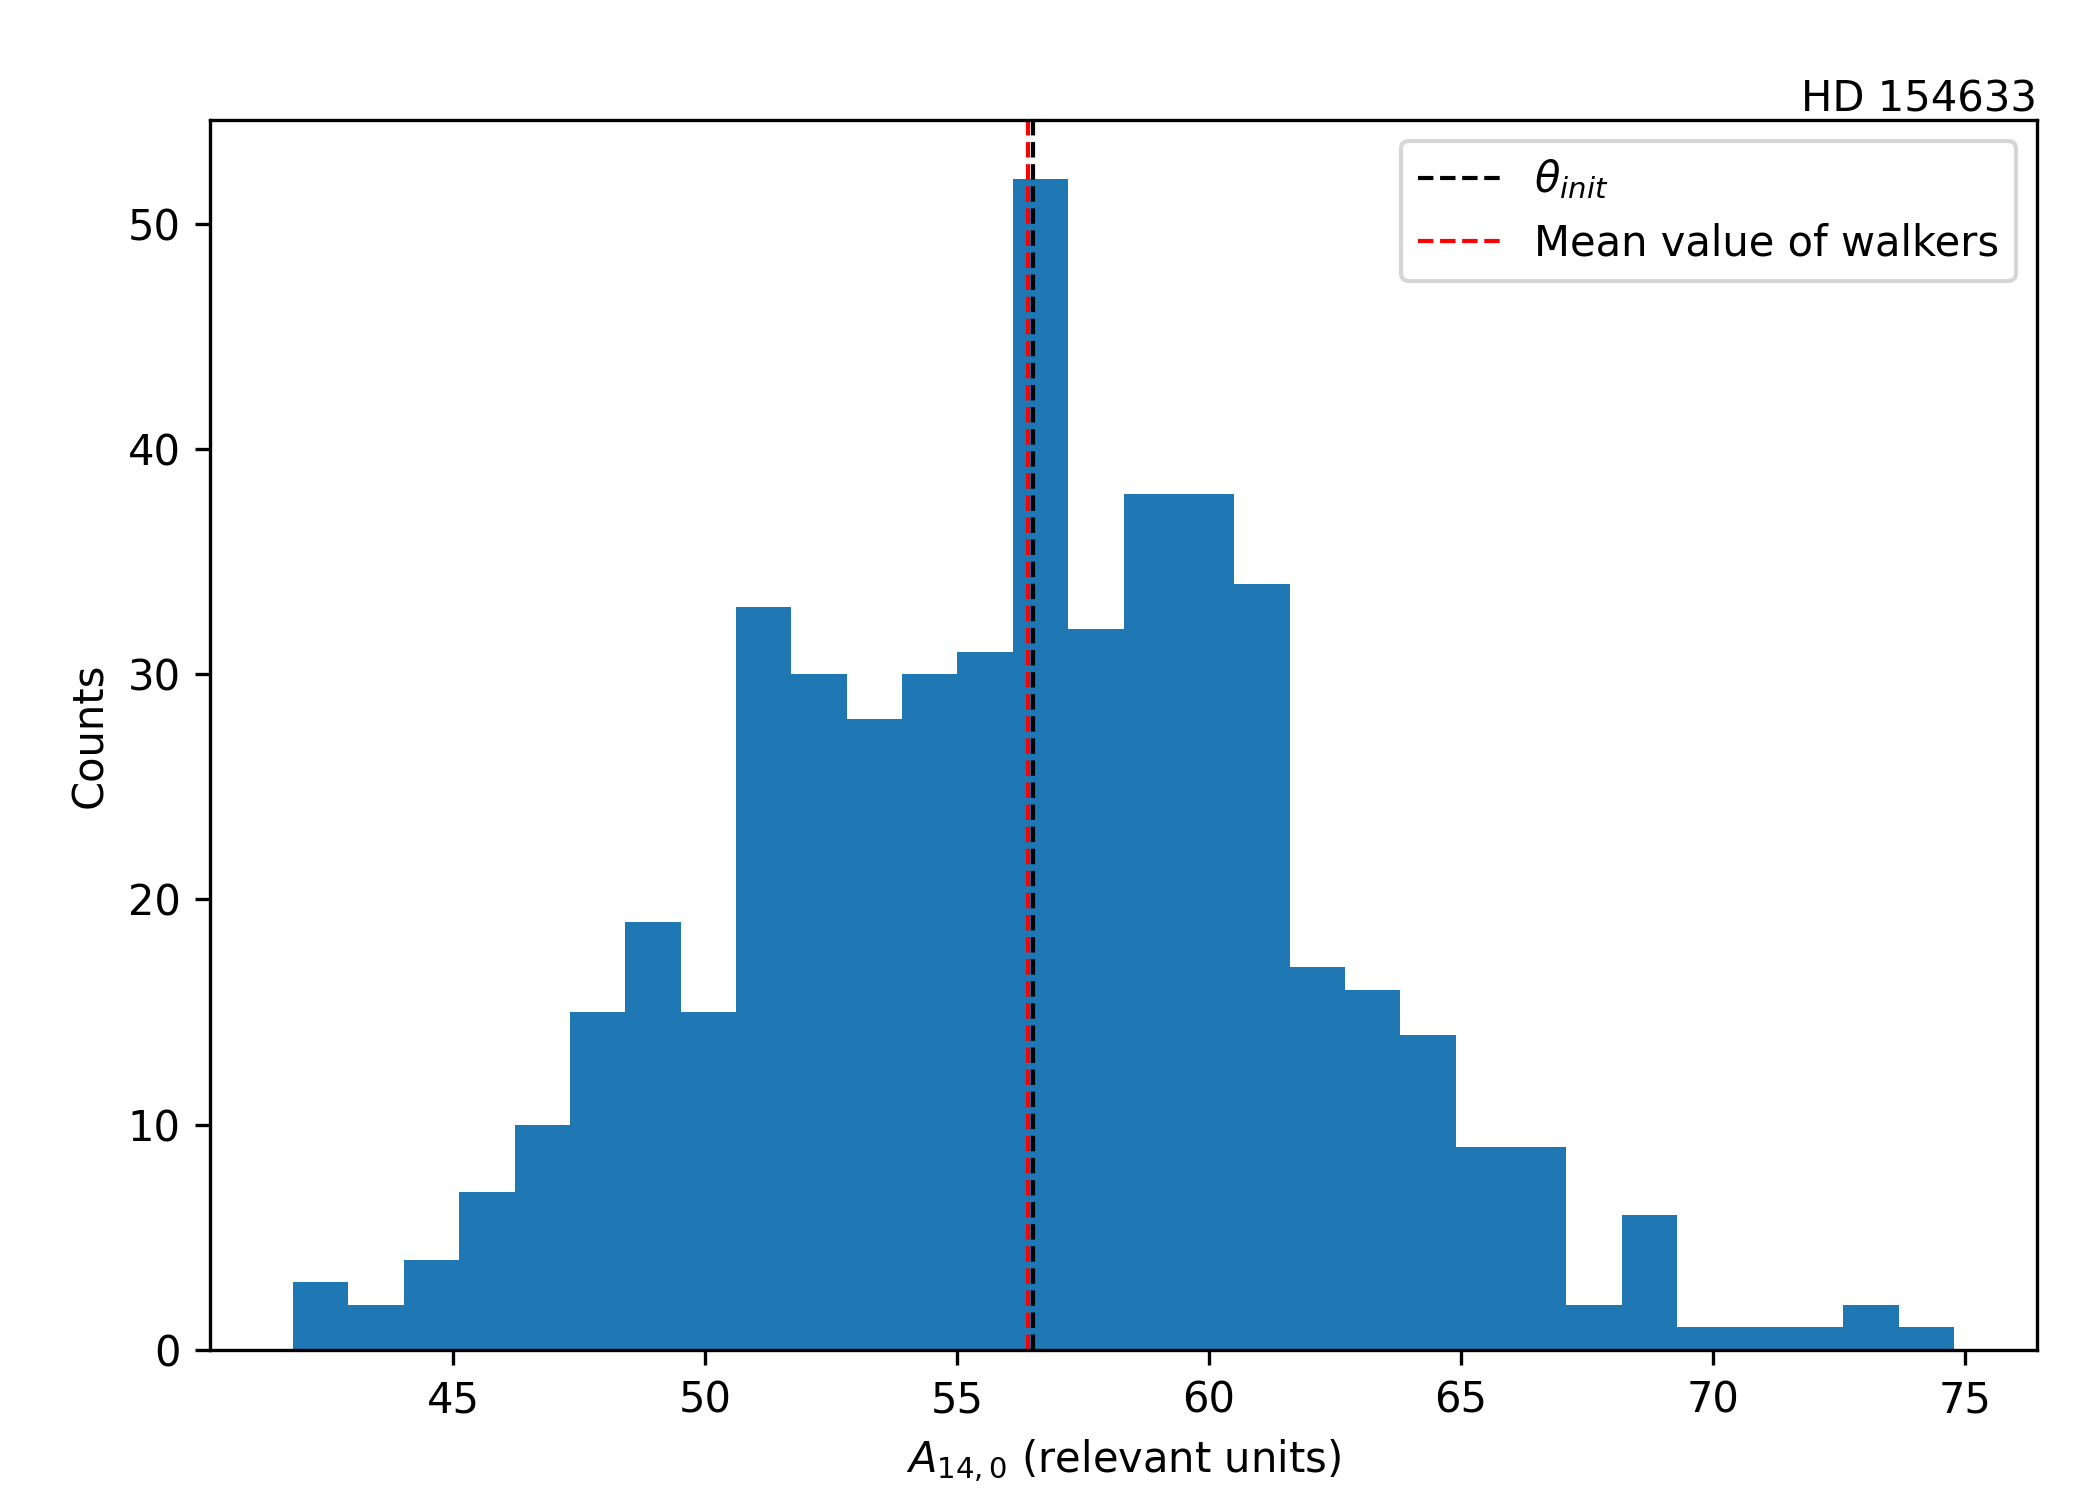 HD 154633
θinit
Mean value of walkers
50
40
30
20
10
0
Counts
45 50 55 60 65 70 75
A14,0 (relevant units)